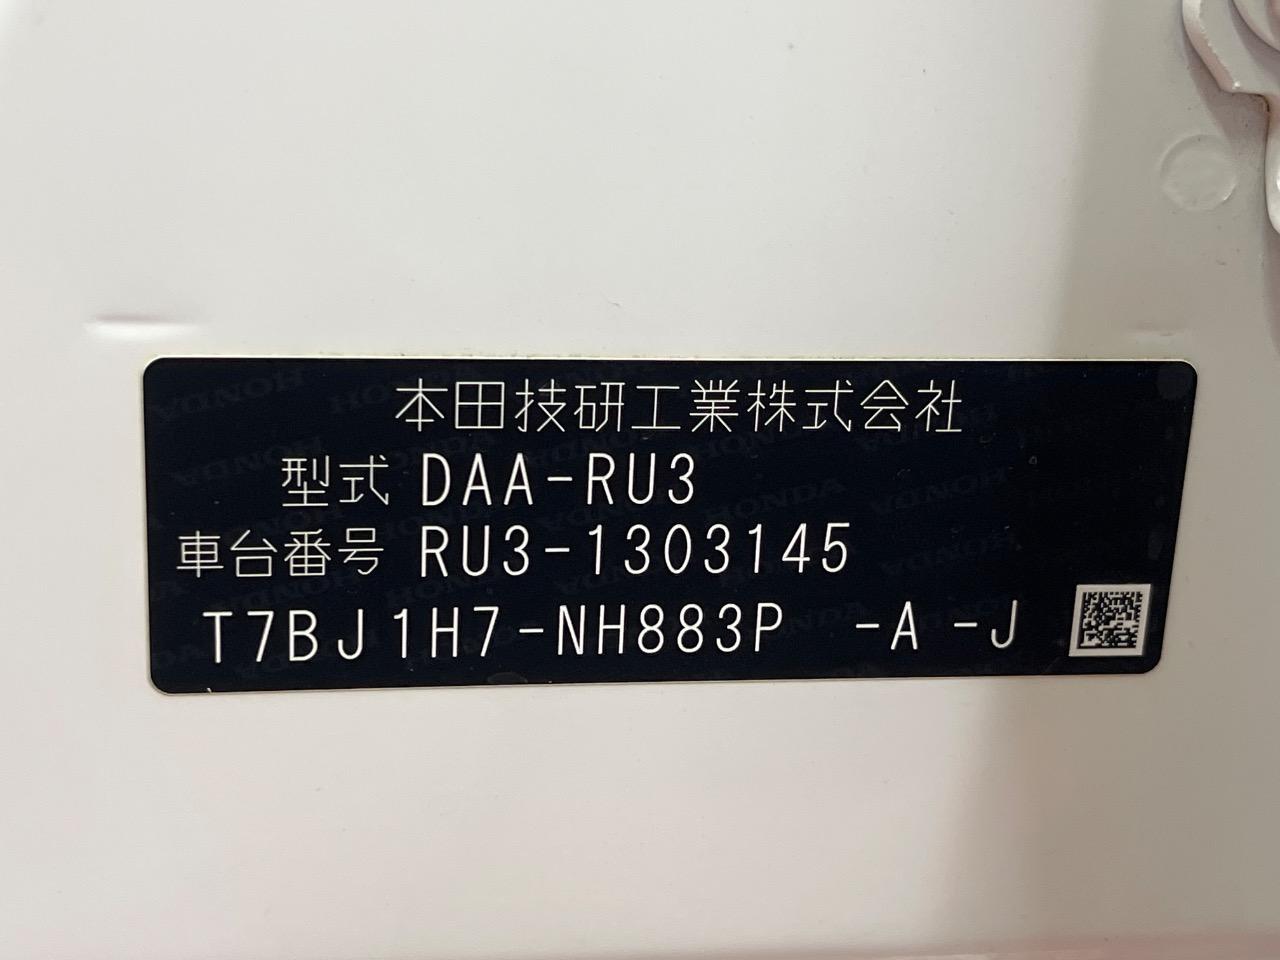 本田技研工業株式会社
型式 DAA-RU3
車台番号 RU3-1303145
T7BJ1H7-NH883P -A -J